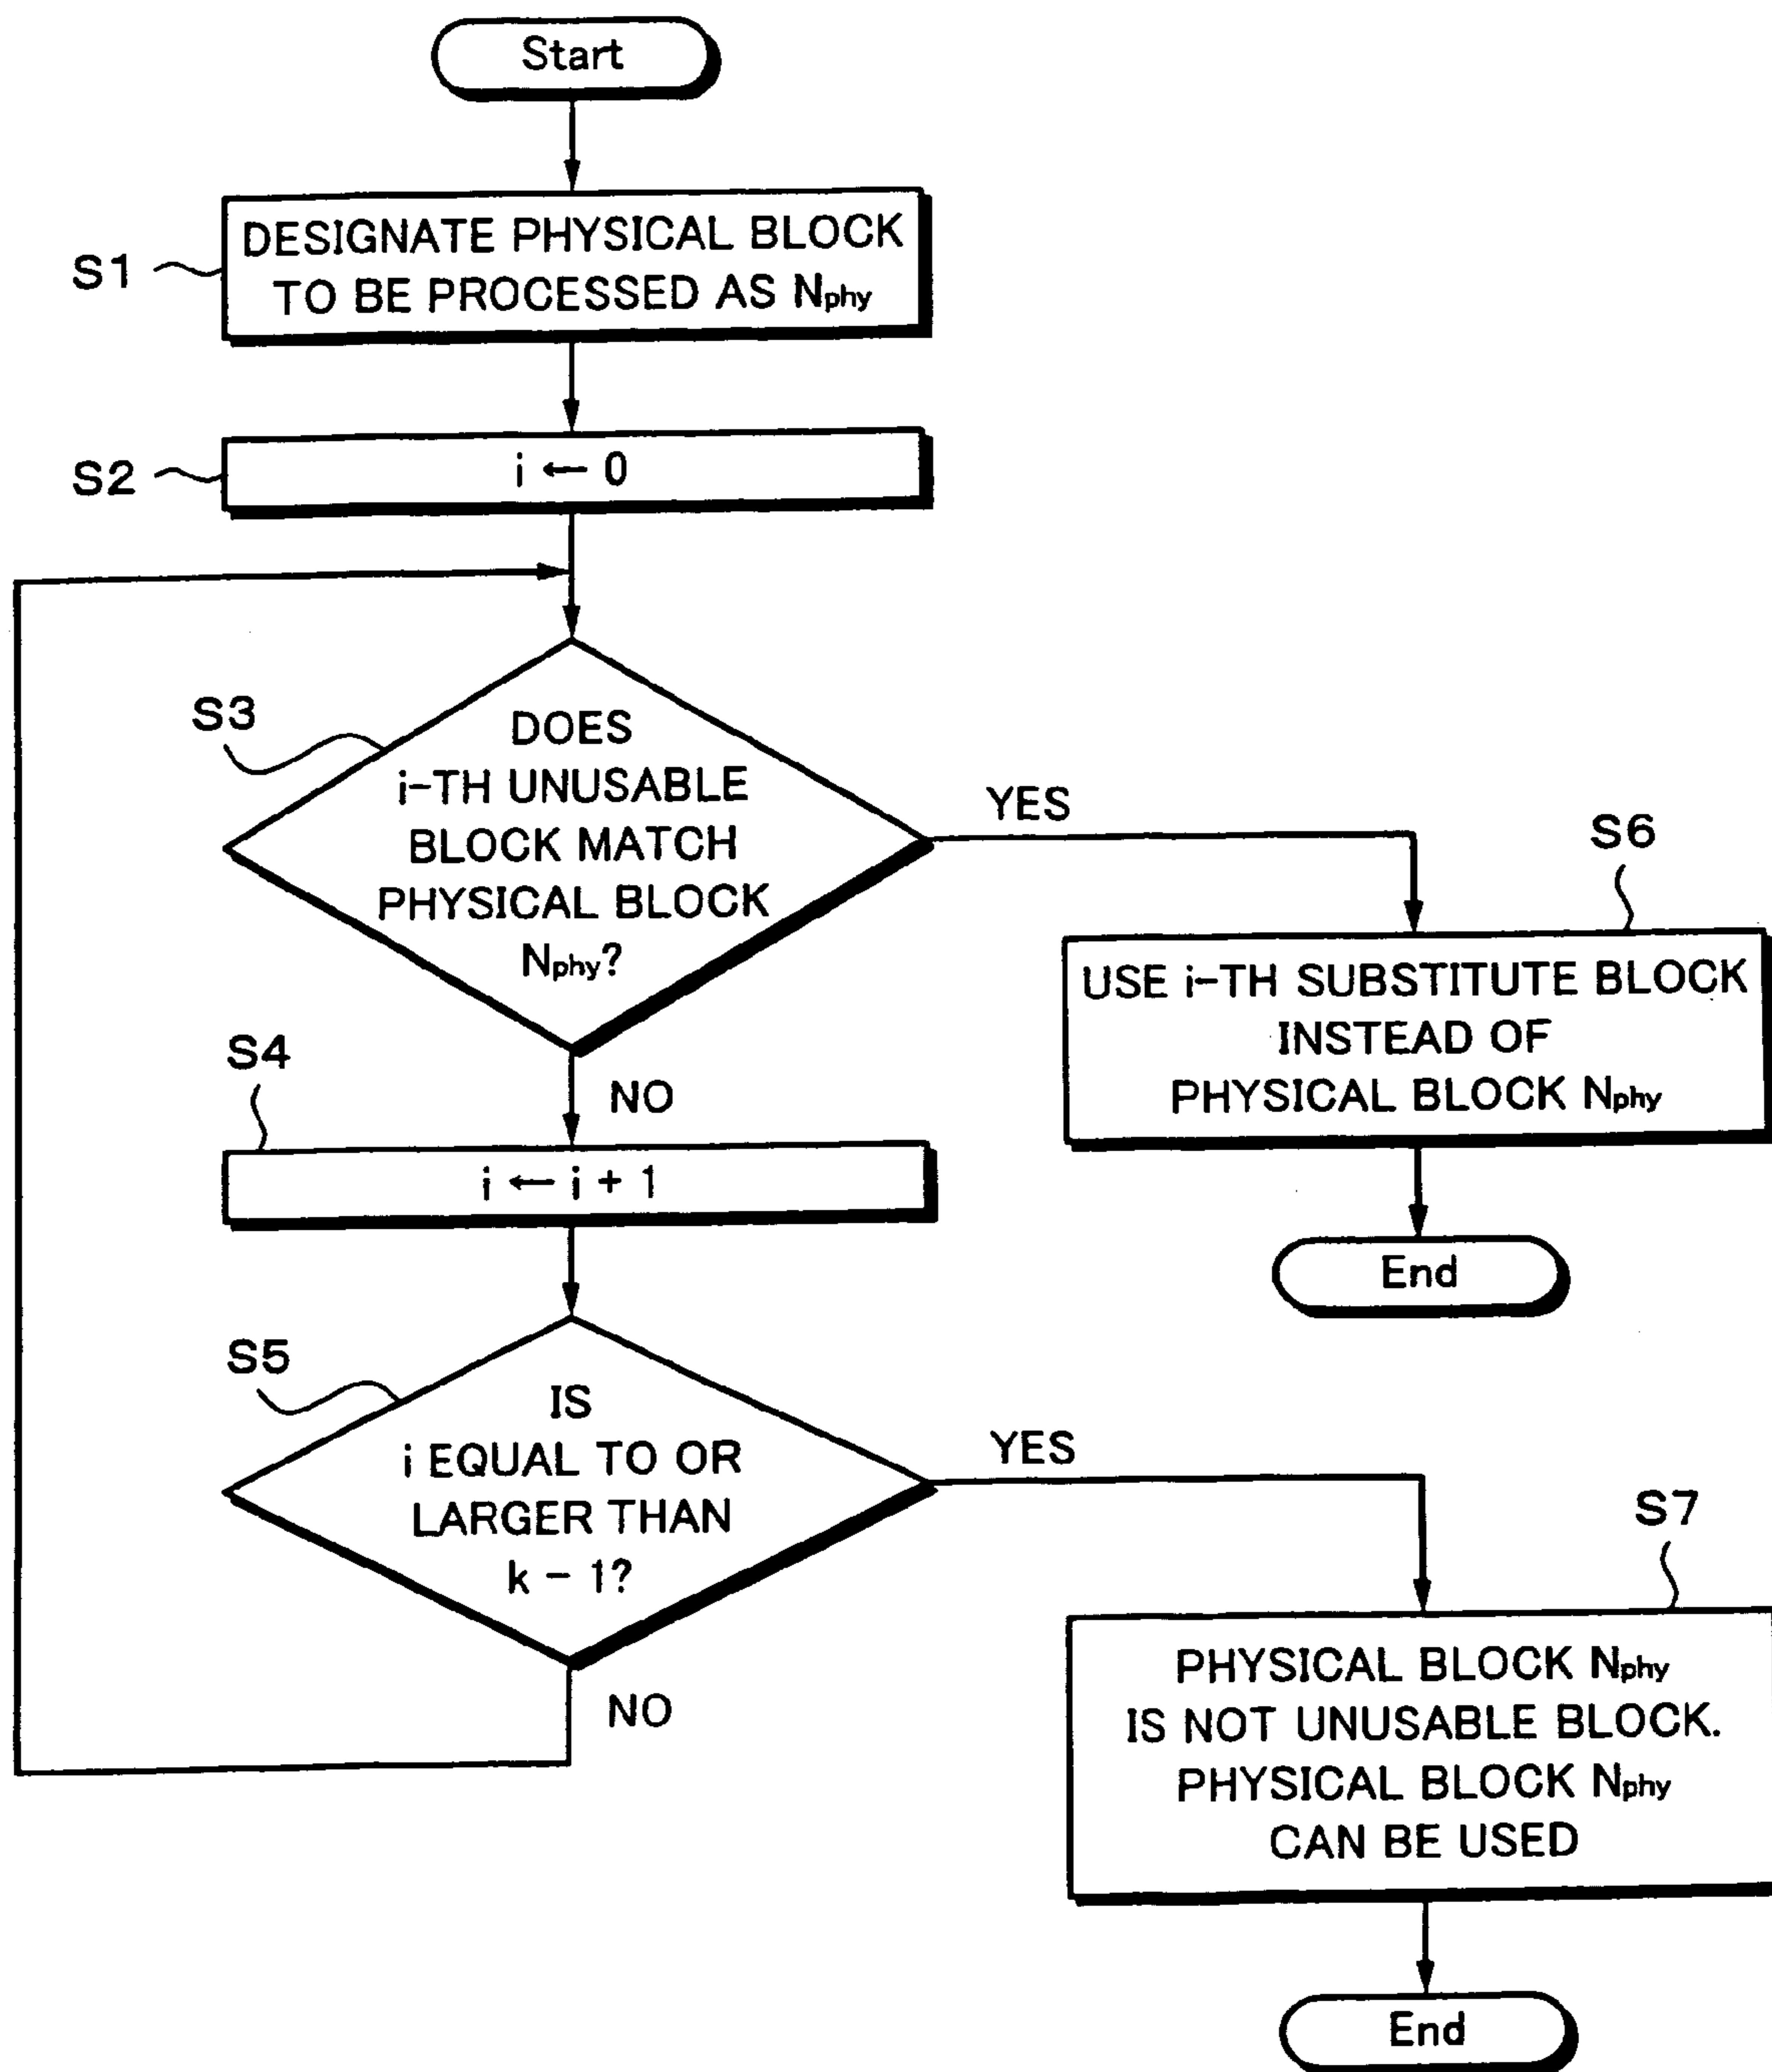 Start
S1
DESIGNATE PHYSICAL BLOCK
TO BE PROCESSED AS Nphy
S2
i ← 0
S3
DOES
i-TH UNUSABLE
BLOCK MATCH
PHYSICAL BLOCK
Nphy?
YES
S6
USE i-TH SUBSTITUTE BLOCK
INSTEAD OF
PHYSICAL BLOCK Nphy
End
NO
S4
i ← i + 1
S5
IS
i EQUAL TO OR
LARGER THAN
k - 1?
YES
S7
PHYSICAL BLOCK Nphy
IS NOT UNUSABLE BLOCK.
PHYSICAL BLOCK Nphy
CAN BE USED
End
NO